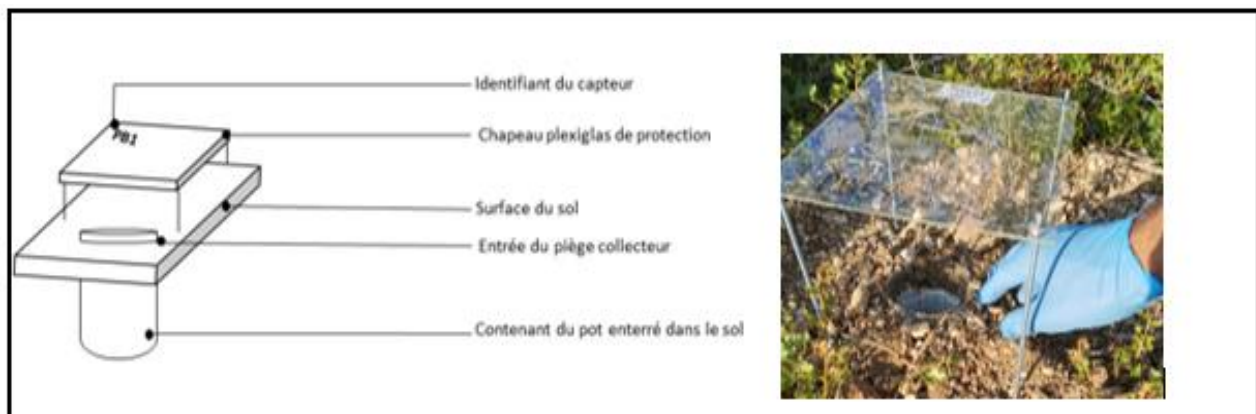 Identifiant du capteur
PB1
Chapeau plexiglas de protection
Surface du sol
Entrée du piège collecteur
Contenant du pot enterré dans le sol